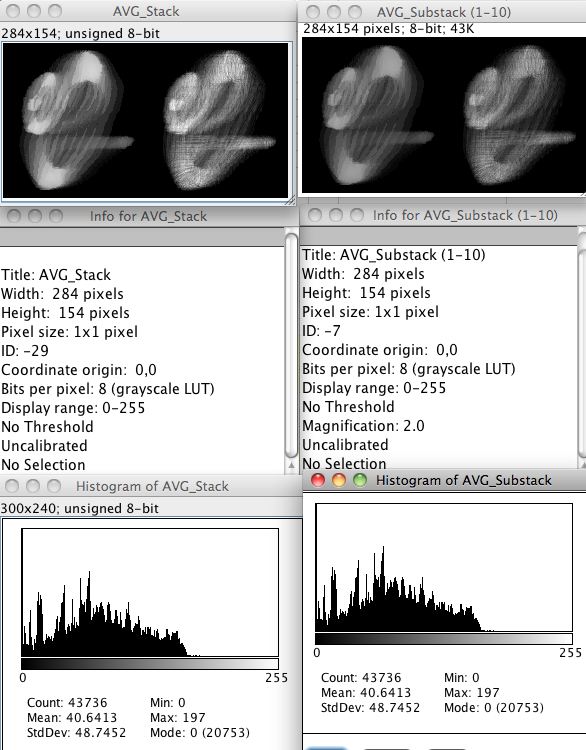 AVG_Stack
284x154; unsigned 8-bit
AVG_Substack (1-10)
284x154 pixels; 8-bit; 43K
Info for AVG_Stack
Title: AVG_Stack
Width: 284 pixels
Height: 154 pixels
Pixel size: 1x1 pixel
ID: -29
Coordinate origin: 0,0
Bits per pixel: 8 (grayscale LUT)
Display range: 0-255
No Threshold
Uncalibrated
No Selection
Info for AVG_Substack (1-10)
Title: AVG_Substack (1-10)
Width: 284 pixels
Height: 154 pixels
Pixel size: 1x1 pixel
ID: -7
Coordinate origin: 0,0
Bits per pixel: 8 (grayscale LUT)
Display range: 0-255
No Threshold
Magnification: 2.0
Uncalibrated
No Selection
Histogram of AVG_Stack
300x240; unsigned 8-bit
0 255
Count: 43736 Min: 0
Mean: 40.6413 Max: 197
StdDev: 48.7452 Mode: 0 (20753)
Histogram of AVG_Substack
0 255
Count: 43736 Min: 0
Mean: 40.6413 Max: 197
StdDev: 48.7452 Mode: 0 (20753)